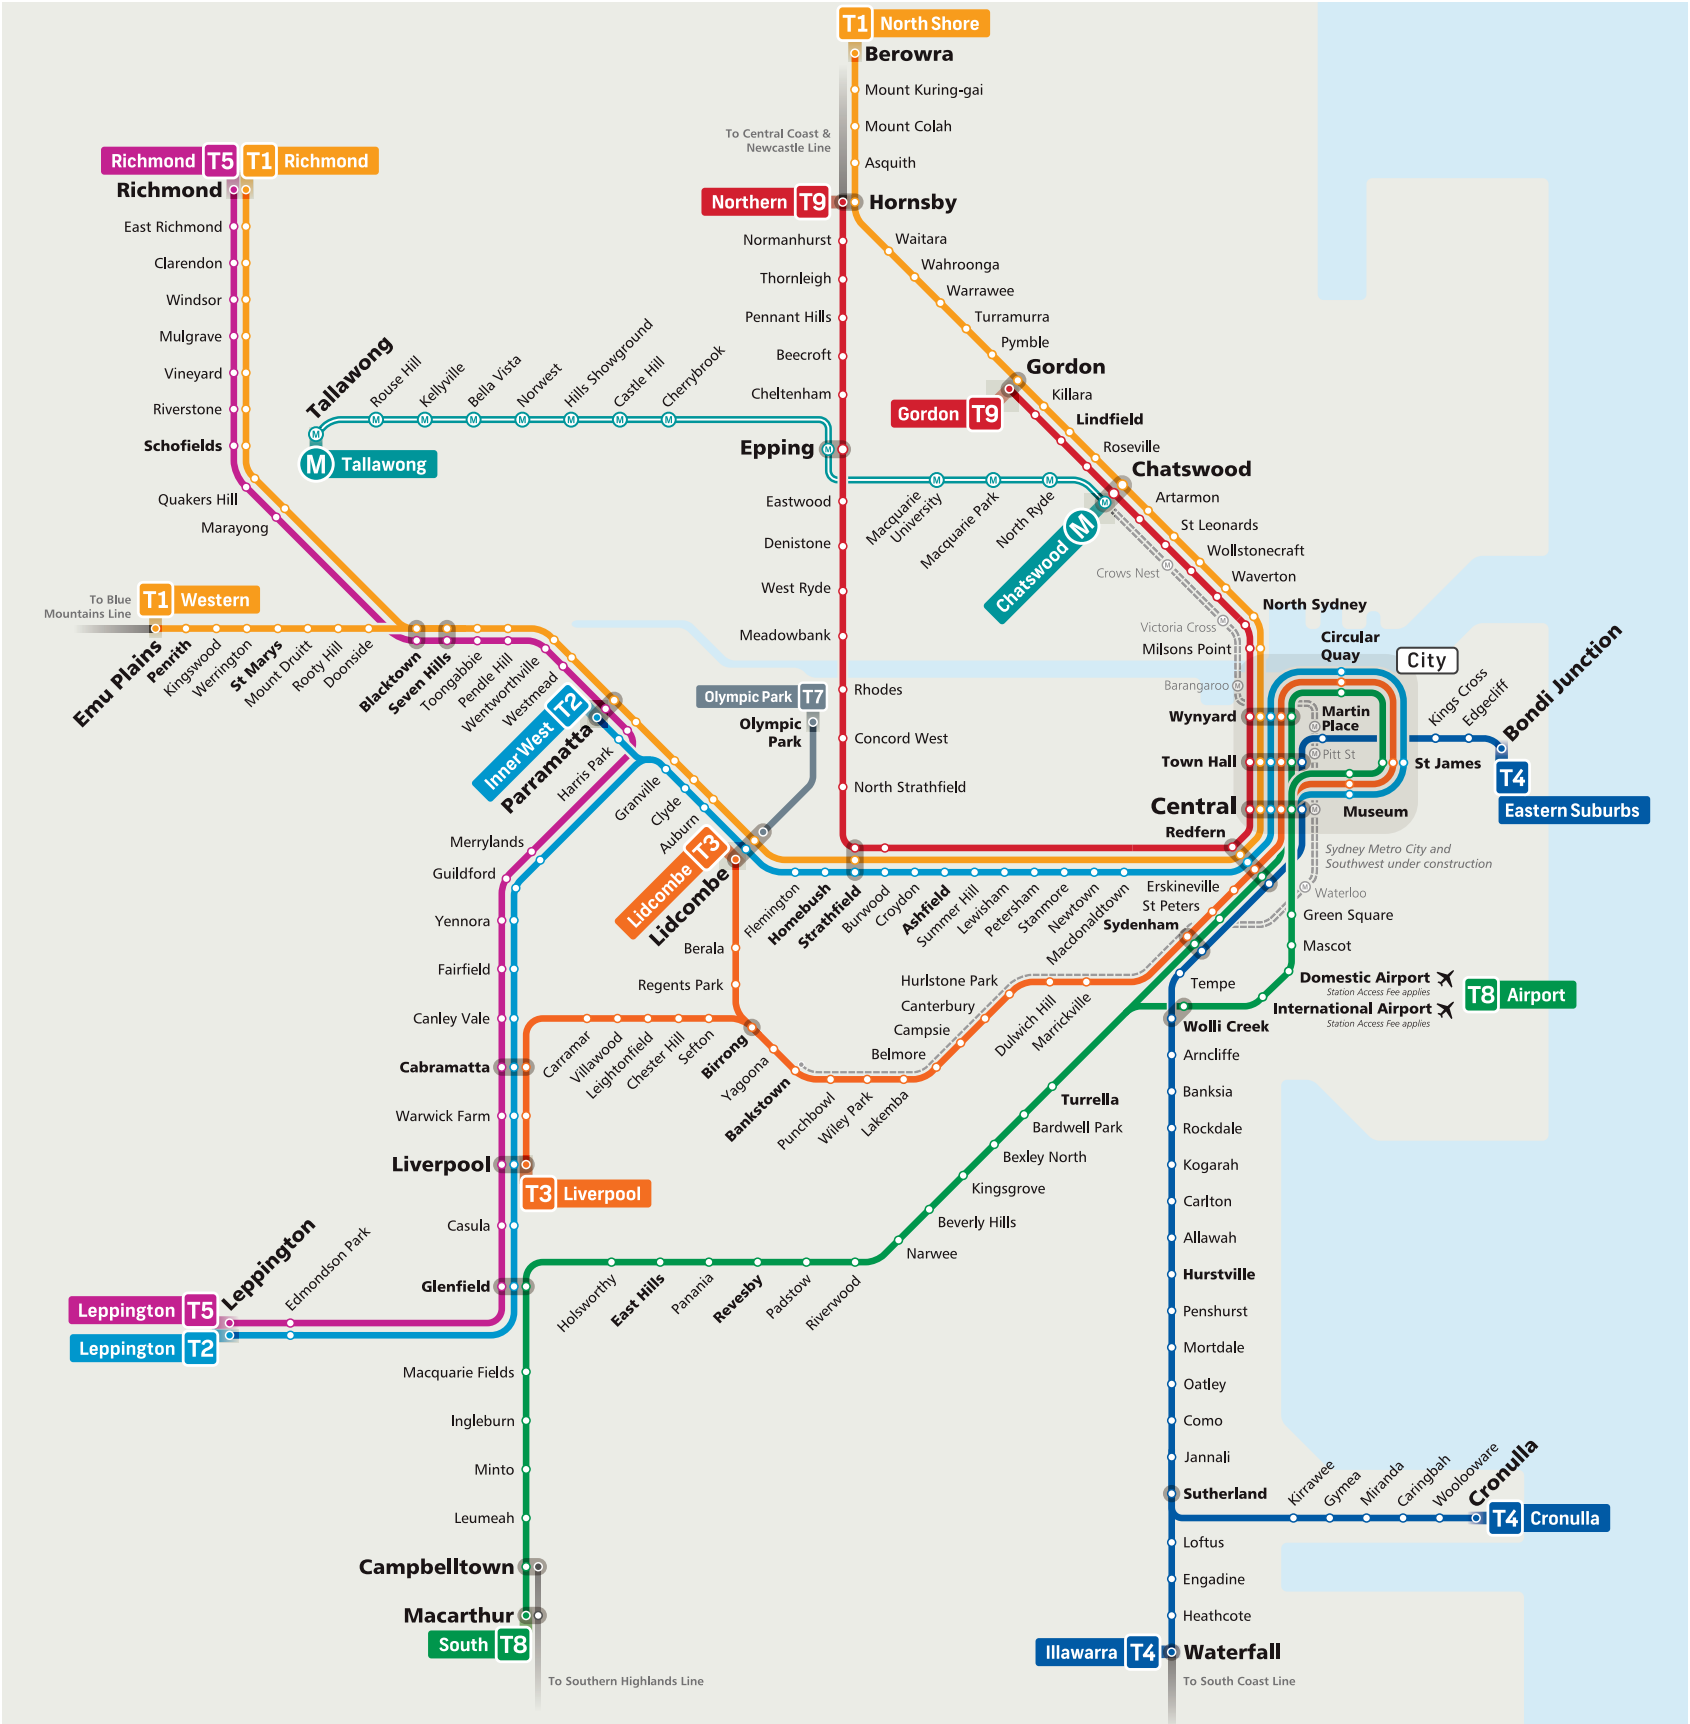 T1 North Shore
Berowra
Mount Kuring-gai
Mount Colah
Asquith
To Central Coast &
Newcastle Line
Northern T9
Hornsby
Richmond T5
T1 Richmond
Richmond
East Richmond
Clarendon
Windsor
Mulgrave
Vineyard
Riverstone
Schofields
Quakers Hill
Marayong
Normanhurst
Thornleigh
Pennant Hills
Beecroft
Cheltenham
Epping
Eastwood
Denistone
West Ryde
Meadowbank
Rhodes
Concord West
North Strathfield
Waitara
Wahroonga
Warrawee
Turramurra
Pymble
Gordon
Gordon T9
Killara
Lindfield
Roseville
Chatswood
Artarmon
St Leonards
Wollstonecraft
Waverton
North Sydney
Milsons Point
Tallawong
Rouse Hill
Kellyville
Bella Vista
Norwest
Hills Showground
Castle Hill
Cherrybrook
M Tallawong
M
M
M
M
M
M
M
M
M
Macquarie
University
Macquarie Park
North Ryde
M
M
M
M
Chatswood M
Crows Nest
M
Victoria Cross
M
Barangaroo
M
To Blue
Mountains Line
T1 Western
Emu Plains
Penrith
Kingswood
Werrington
St Marys
Mount Druitt
Rooty Hill
Doonside
Blacktown
Seven Hills
Toongabbie
Pendle Hill
Wentworthville
Westmead
Inner West T2
Parramatta
Harris Park
Granville
Clyde
Auburn
Olympic Park T7
Olympic
Park
Lidcombe T3
Lidcombe
Flemington
Homebush
Strathfield
Burwood
Croydon
Ashfield
Summer Hill
Lewisham
Petersham
Stanmore
Newtown
Macdonaldtown
City
Circular
Quay
Wynyard
Martin
Place
M
Town Hall
M
Pitt St
St James
Central
M
Museum
Redfern
Kings Cross
Edgecliff
Bondi Junction
T4
Eastern Suburbs
Sydney Metro City and
Southwest under construction
Waterloo
M
Erskineville
St Peters
Sydenham
Green Square
Mascot
Domestic Airport
Station Access Fee applies
International Airport
Station Access Fee applies
T8 Airport
Tempe
Wolli Creek
Arncliffe
Banksia
Rockdale
Kogarah
Carlton
Allawah
Hurstville
Penshurst
Mortdale
Oatley
Como
Jannali
Sutherland
Loftus
Engadine
Heathcote
Illawarra T4
Waterfall
To South Coast Line
Kirrawee
Gymea
Miranda
Caringbah
Woolooware
Cronulla
T4 Cronulla
Merrylands
Guildford
Yennora
Fairfield
Canley Vale
Cabramatta
Warwick Farm
Liverpool
T3 Liverpool
Casula
Glenfield
Leppington
Edmondson Park
Leppington T5
Leppington T2
Berala
Regents Park
Carramar
Villawood
Leightonfield
Chester Hill
Sefton
Birrong
Yagoona
Bankstown
Punchbowl
Wiley Park
Lakemba
Belmore
Campsie
Canterbury
Hurlstone Park
Dulwich Hill
Marrickville
Turrella
Bardwell Park
Bexley North
Kingsgrove
Beverly Hills
Narwee
Riverwood
Padstow
Revesby
Panania
East Hills
Holsworthy
Macquarie Fields
Ingleburn
Minto
Leumeah
Campbelltown
Macarthur
South T8
To Southern Highlands Line